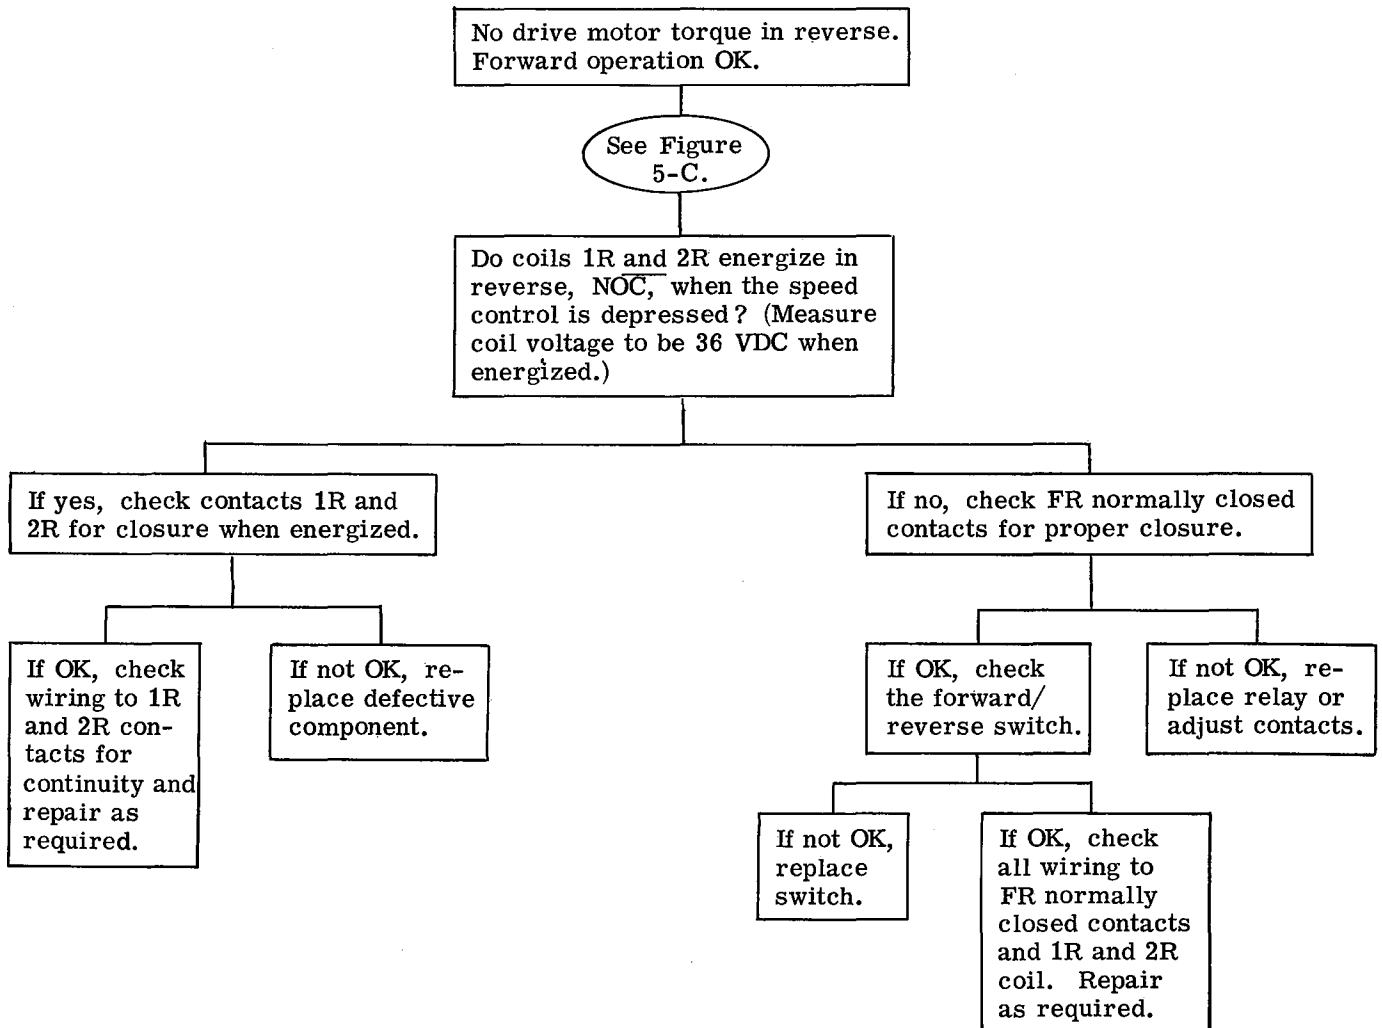 No drive motor torque in reverse.
Forward operation OK.
See Figure
5-C.
Do coils 1R and 2R energize in
reverse, NOC, when the speed
control is depressed? (Measure
coil voltage to be 36 VDC when
energized.)
If yes, check contacts 1R and
2R for closure when energized.
If no, check FR normally closed
contacts for proper closure.
If OK, check
wiring to 1R
and 2R con-
tacts for
continuity and
repair as
required.
If not OK, re-
place defective
component.
If OK, check
the forward/
reverse switch.
If not OK, re-
place relay or
adjust contacts.
If not OK,
replace
switch.
If OK, check
all wiring to
FR normally
closed contacts
and 1R and 2R
coil. Repair
as required.